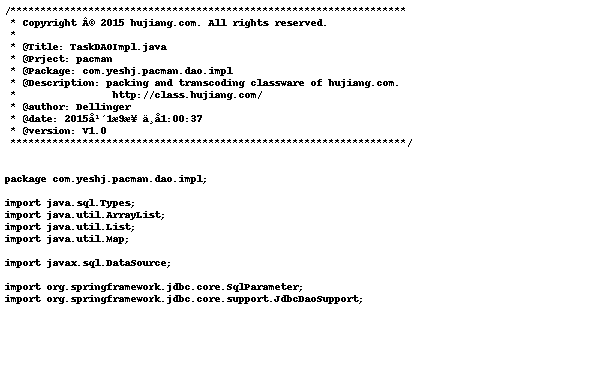 /******************************************************************
* Copyright Â© 2015 hujiang.com. All rights reserved.
*
* @Title: TaskDAOImpl.java
* @Prject: pacman
* @Package: com.yeshj.pacman.dao.impl
* @Description: packing and transcoding classware of hujiang.com.
* http://class.hujiang.com/
* @author: Dellinger
* @date: 2015å¹´1æ9æ¥ ä¸å1:00:37
* @version: V1.0
******************************************************************/
package com.yeshj.pacman.dao.impl;
import java.sql.Types;
import java.util.ArrayList;
import java.util.List;
import java.util.Map;
import javax.sql.DataSource;
import org.springframework.jdbc.core.SqlParameter;
import org.springframework.jdbc.core.support.JdbcDaoSupport;